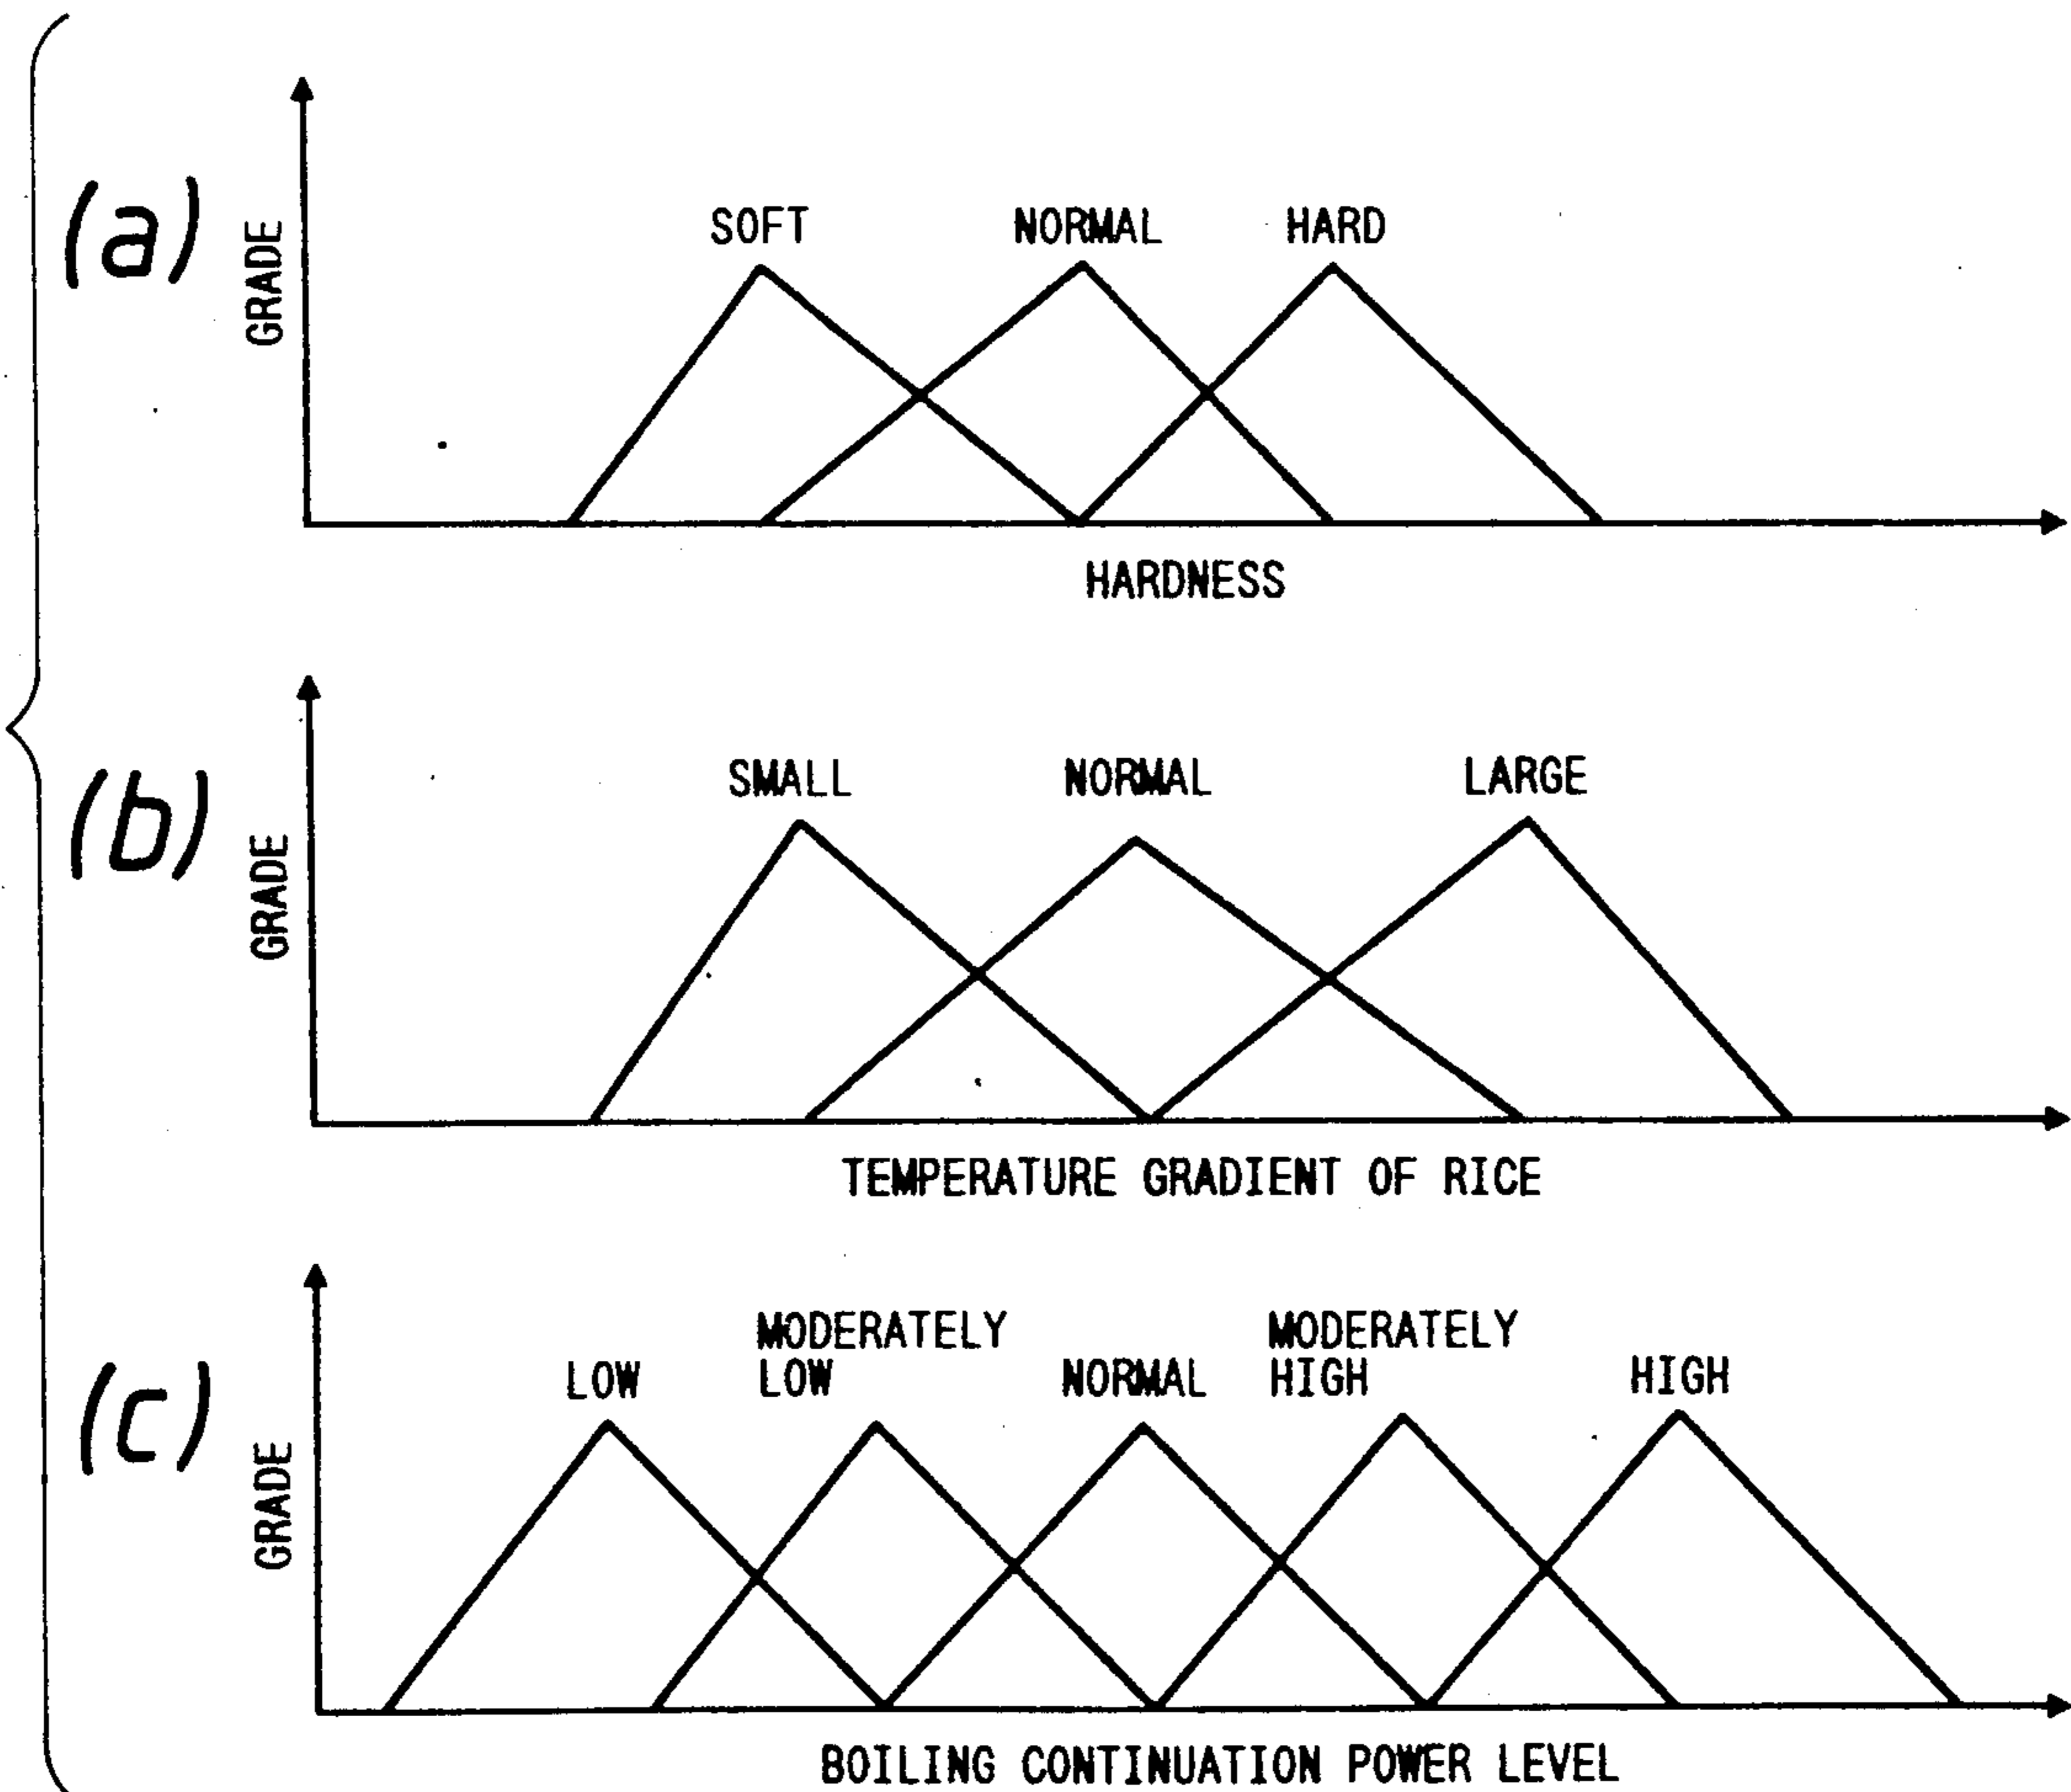 (a)
GRADE
SOFT NORMAL HARD
HARDNESS
(b)
GRADE
SMALL NORMAL LARGE
TEMPERATURE GRADIENT OF RICE
(c)
GRADE
MODERATELY MODERATELY
LOW LOW NORMAL HIGH HIGH
BOILING CONTINUATION POWER LEVEL